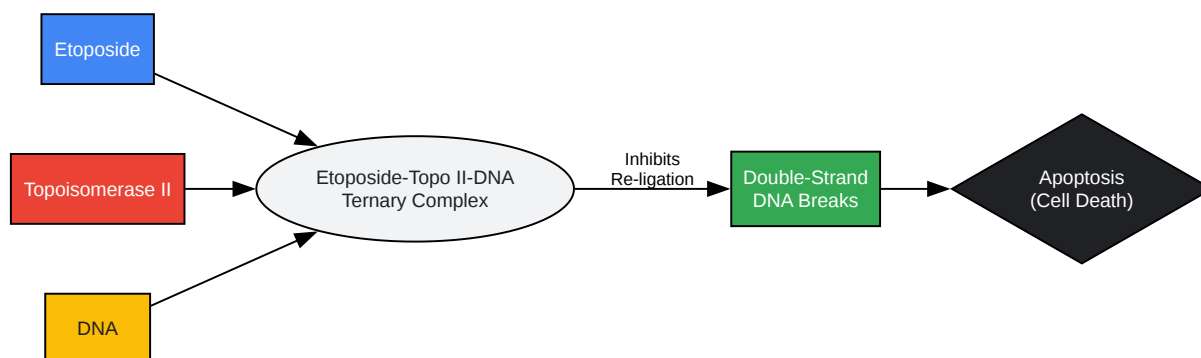 Etoposide
Topoisomerase II
DNA
Etoposide-Topo II-DNA
Ternary Complex
Inhibits
Re-ligation
Double-Strand
DNA Breaks
Apoptosis
(Cell Death)